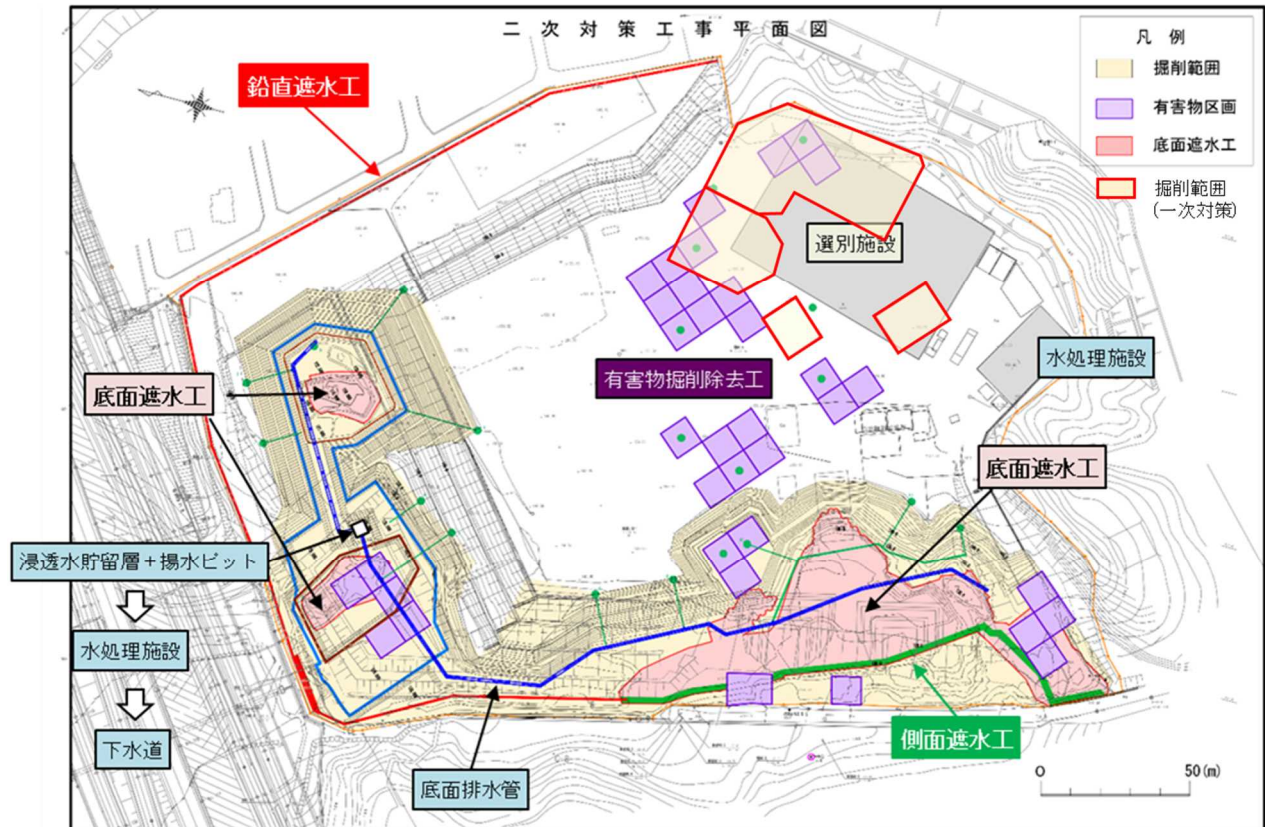 二次対策工事平面図
凡例
掘削範囲
有害物区画
底面遮水工
掘削範囲
(一次対策)
鉛直遮水工
選別施設
水処理施設
有害物掘削除去工
底面遮水工
底面遮水工
浸透水貯留層＋揚水ピット
水処理施設
下水道
底面排水管
側面遮水工
0 50(m)